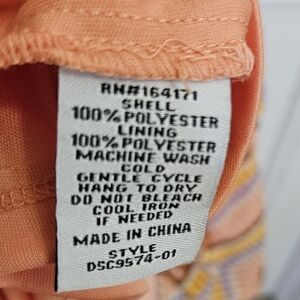 RN#164171
SHELL
100% POLYESTER
LINING
100% POLYESTER
MACHINE WASH
COLD
GENTLE CYCLE
HANG TO DRY
DO NOT BLEACH
COOL IRON
IF NEEDED
MADE IN CHINA
STYLE
DSC9574-01